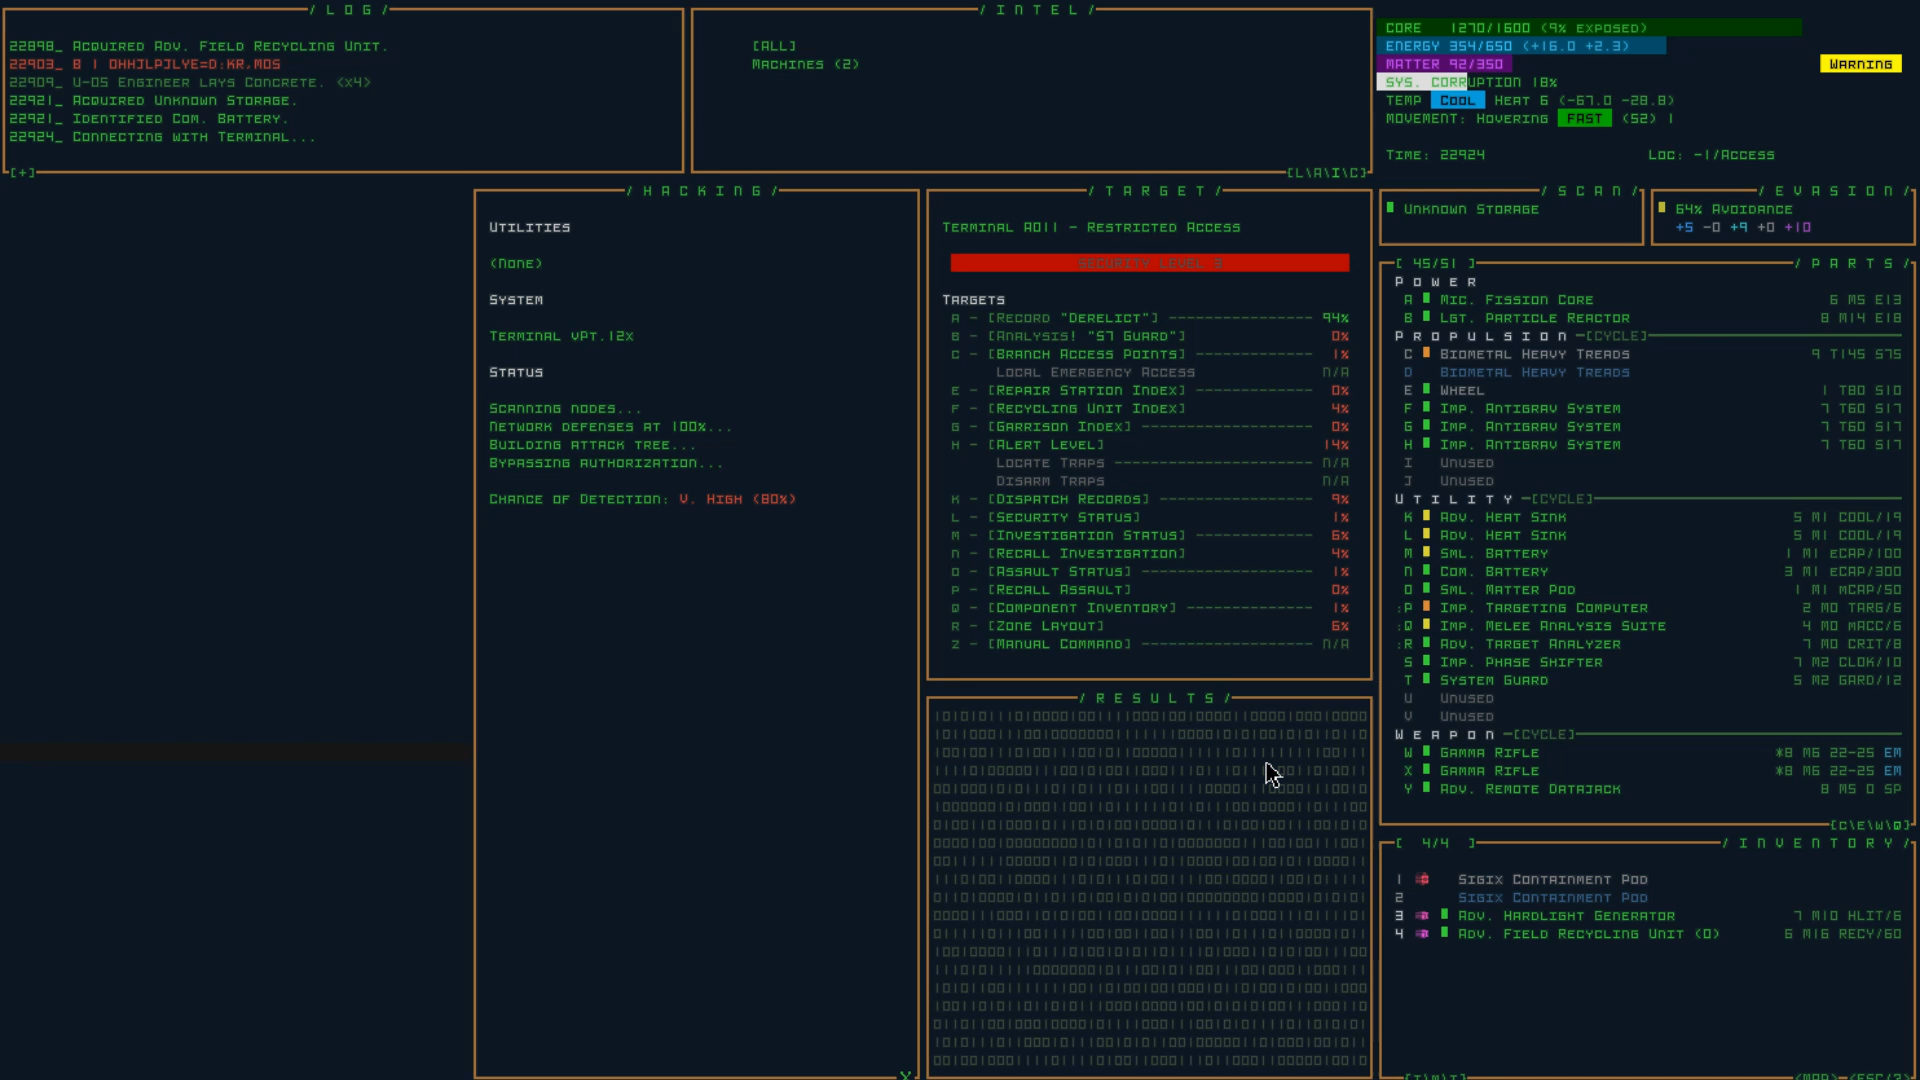 / L O G /
22898_ Acquired Adv. Field Recycling Unit.
22903_ B | OHHJLPJLYE=D:KR,MOS
22909_ U-05 Engineer lays Concrete. <x4>
22921_ Acquired Unknown Storage.
22921_ Identified Com. Battery.
22924_ Connecting with Terminal...
[+]
/ I N T E L /
[All]
Machines (2)
[L\A\I\C]
Core 1270/1600 (9% Exposed)
Energy 354/650 (+16.0 +2.3)
Matter 92/350
Warning
Sys. Corruption 18%
Temp Cool Heat 6 (-67.0 -28.8)
Movement: Hovering FAST (52) |
Time: 22924 Loc: -1/Access
/ H A C K I N G /
Utilities
(None)
System
Terminal vPT.12x
Status
Scanning nodes...
Network defenses at 100%...
Building attack tree...
Bypassing authorization...
Chance of Detection: V. High (80%)
X
/ T A R G E T /
Terminal A011 - Restricted Access
SECURITY LEVEL 3
Targets
A - [Record "Derelict"] 94%
B - [Analysis! "S7 Guard"] 0%
C - [Branch Access Points] 1%
Local Emergency Access N/A
E - [Repair Station Index] 0%
F - [Recycling Unit Index] 4%
G - [Garrison Index] 0%
H - [Alert Level] 14%
Locate Traps N/A
Disarm Traps N/A
K - [Dispatch Records] 9%
L - [Security Status] 1%
M - [Investigation Status] 6%
N - [Recall Investigation] 4%
O - [Assault Status] 1%
P - [Recall Assault] 0%
Q - [Component Inventory] 1%
R - [Zone Layout] 6%
Z - [Manual Command] N/A
/ R E S U L T S /
/ S C A N /
Unknown Storage
/ E V A S I O N /
64% Avoidance
+5 -0 +9 +0 +10
[ 45/51 ] / P A R T S /
P o w e r
A Mic. Fission Core 6 M5 E13
B Lgt. Particle Reactor 8 M14 E18
P r o p u l s i o n [Cycle]
C Biometal Heavy Treads 9 T145 S75
D Biometal Heavy Treads
E Wheel 1 T80 S10
F Imp. Antigrav System 7 T60 S17
G Imp. Antigrav System 7 T60 S17
H Imp. Antigrav System 7 T60 S17
I Unused
J Unused
U t i l i t y [Cycle]
K Adv. Heat Sink 5 M1 COOL/19
L Adv. Heat Sink 5 M1 COOL/19
M Sml. Battery 1 M1 eCAP/100
N Com. Battery 3 M1 eCAP/300
O Sml. Matter Pod 1 M1 mCAP/50
:P Imp. Targeting Computer 2 M0 TARG/6
:Q Imp. Melee Analysis Suite 4 M0 mACC/6
:R Adv. Target Analyzer 7 M0 CRIT/8
S Imp. Phase Shifter 7 M2 CLOK/10
T System Guard 5 M2 GARD/12
U Unused
V Unused
W e a p o n [Cycle]
W Gamma Rifle *8 M6 22-25 EM
X Gamma Rifle *8 M6 22-25 EM
Y Adv. Remote Datajack 8 M5 0 SP
[C\E\W\Q]
[ 4/4 ] / I N V E N T O R Y /
1 Sigix Containment Pod
2 Sigix Containment Pod
3 Adv. Hardlight Generator 7 M10 HLIT/6
4 Adv. Field Recycling Unit (0) 6 M16 RECY/60
[T\M\I] <MAP> <ESC/?>